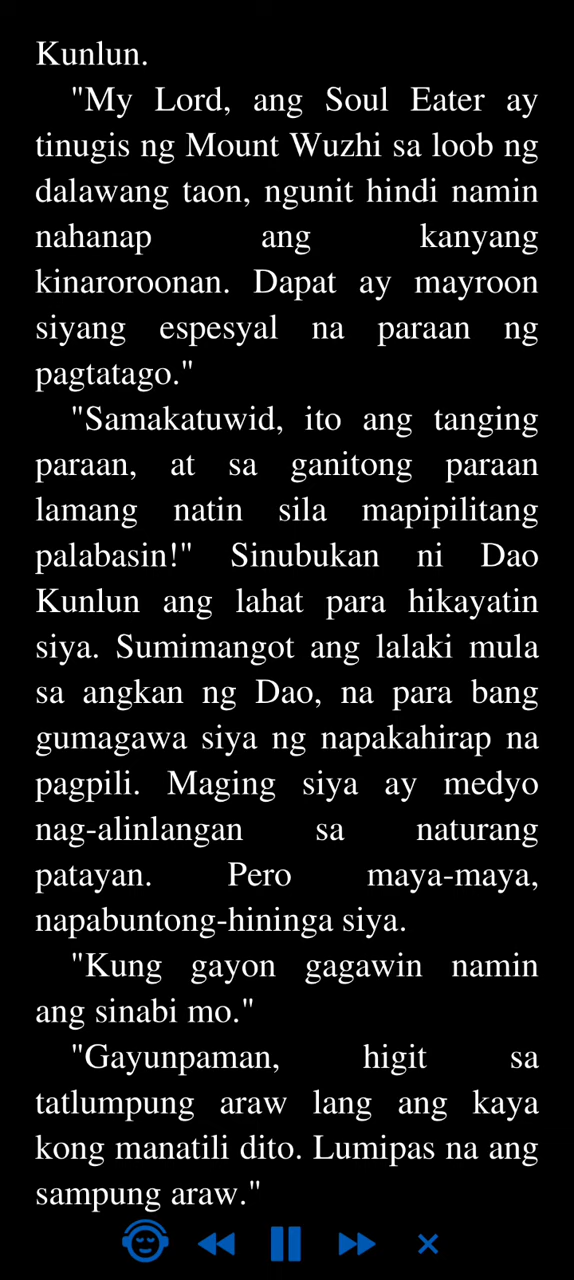 Kunlun.
"My Lord, ang Soul Eater ay
tinugis ng Mount Wuzhi sa loob ng
dalawang taon, ngunit hindi namin
nahanap ang kanyang
kinaroroonan. Dapat ay mayroon
siyang espesyal na paraan ng
pagtatago."
"Samakatuwid, ito ang tanging
paraan, at sa ganitong paraan
lamang natin sila mapipilitang
palabasin!" Sinubukan ni Dao
Kunlun ang lahat para hikayatin
siya. Sumimangot ang lalaki mula
sa angkan ng Dao, na para bang
gumagawa siya ng napakahirap na
pagpili. Maging siya ay medyo
nag-alinlangan sa naturang
patayan. Pero maya-maya,
napabuntong-hininga siya.
"Kung gayon gagawin namin
ang sinabi mo."
"Gayunpaman, higit sa
tatlumpung araw lang ang kaya
kong manatili dito. Lumipas na ang
sampung araw."